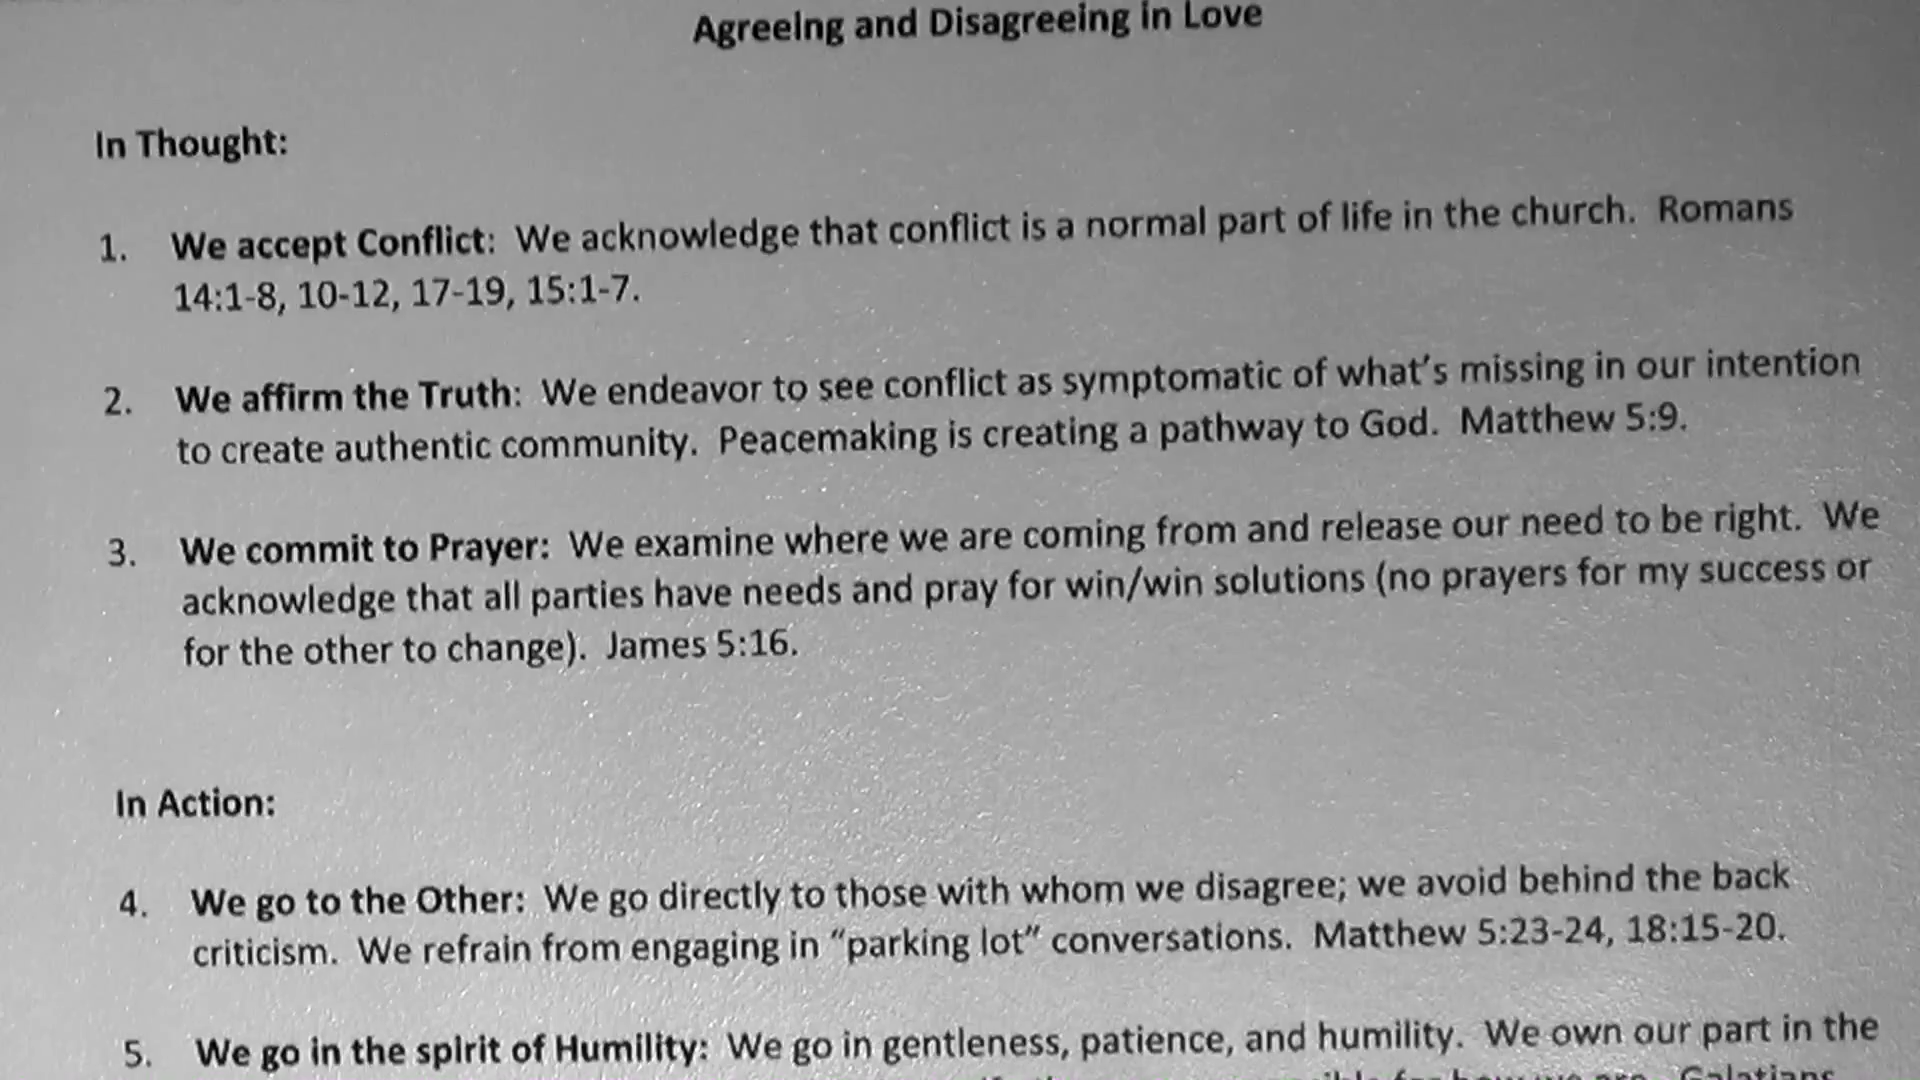 Agreeing and Disagreeing in Love
In Thought:
1. We accept Conflict: We acknowledge that conflict is a normal part of life in the church. Romans
14:1-8, 10-12, 17-19, 15:1-7.
2. We affirm the Truth: We endeavor to see conflict as symptomatic of what's missing in our intention
to create authentic community. Peacemaking is creating a pathway to God. Matthew 5:9.
3. We commit to Prayer: We examine where we are coming from and release our need to be right. We
acknowledge that all parties have needs and pray for win/win solutions (no prayers for my success or
for the other to change). James 5:16.
In Action:
4. We go to the Other: We go directly to those with whom we disagree; we avoid behind the back
criticism. We refrain from engaging in “parking lot” conversations. Matthew 5:23-24, 18:15-20.
5. We go in the spirit of Humility: We go in gentleness, patience, and humility. We own our part in the
for how we are. Galatians